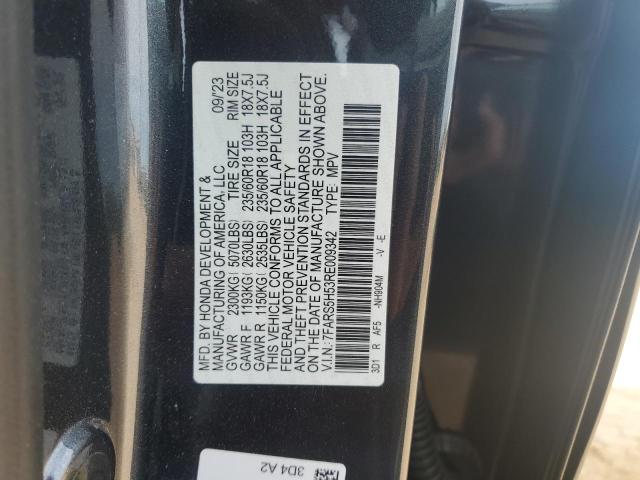 MFD. BY HONDA DEVELOPMENT &
MANUFACTURING OF AMERICA, LLC 09/'23
GVWR 2300KG( 5070LBS) TIRE SIZE RIM SIZE
GAWR F 1193KG( 2630LBS) 235/60R18 103H 18X7.5J
GAWR R 1150KG( 2535LBS) 235/60R18 103H 18X7.5J
THIS VEHICLE CONFORMS TO ALL APPLICABLE
FEDERAL MOTOR VEHICLE SAFETY
AND THEFT PREVENTION STANDARDS IN EFFECT
ON THE DATE OF MANUFACTURE SHOWN ABOVE.
V.I.N.:7FARS5H53RE009342 TYPE: MPV
3D1 R AF5 -NH904M -V -E
3D4 A2